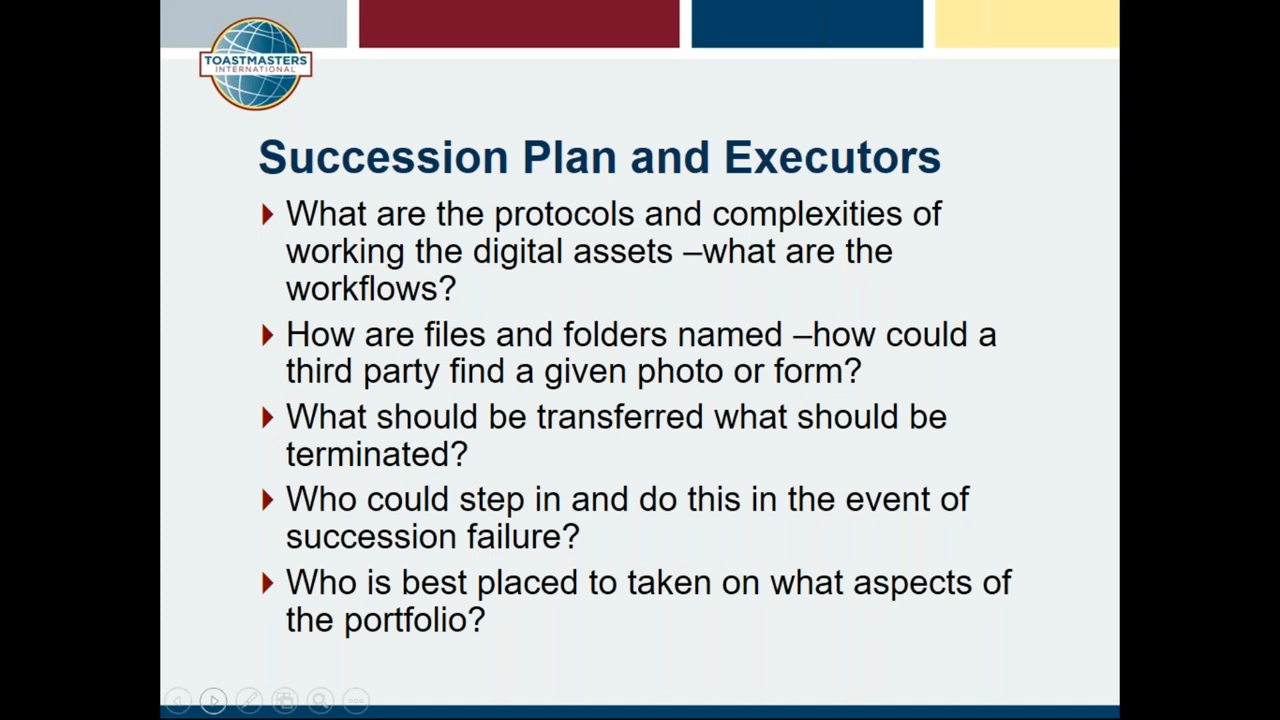 TOASTMASTERS
INTERNATIONAL
Succession Plan and Executors
What are the protocols and complexities of
working the digital assets –what are the
workflows?
How are files and folders named –how could a
third party find a given photo or form?
What should be transferred what should be
terminated?
Who could step in and do this in the event of
succession failure?
Who is best placed to taken on what aspects of
the portfolio?